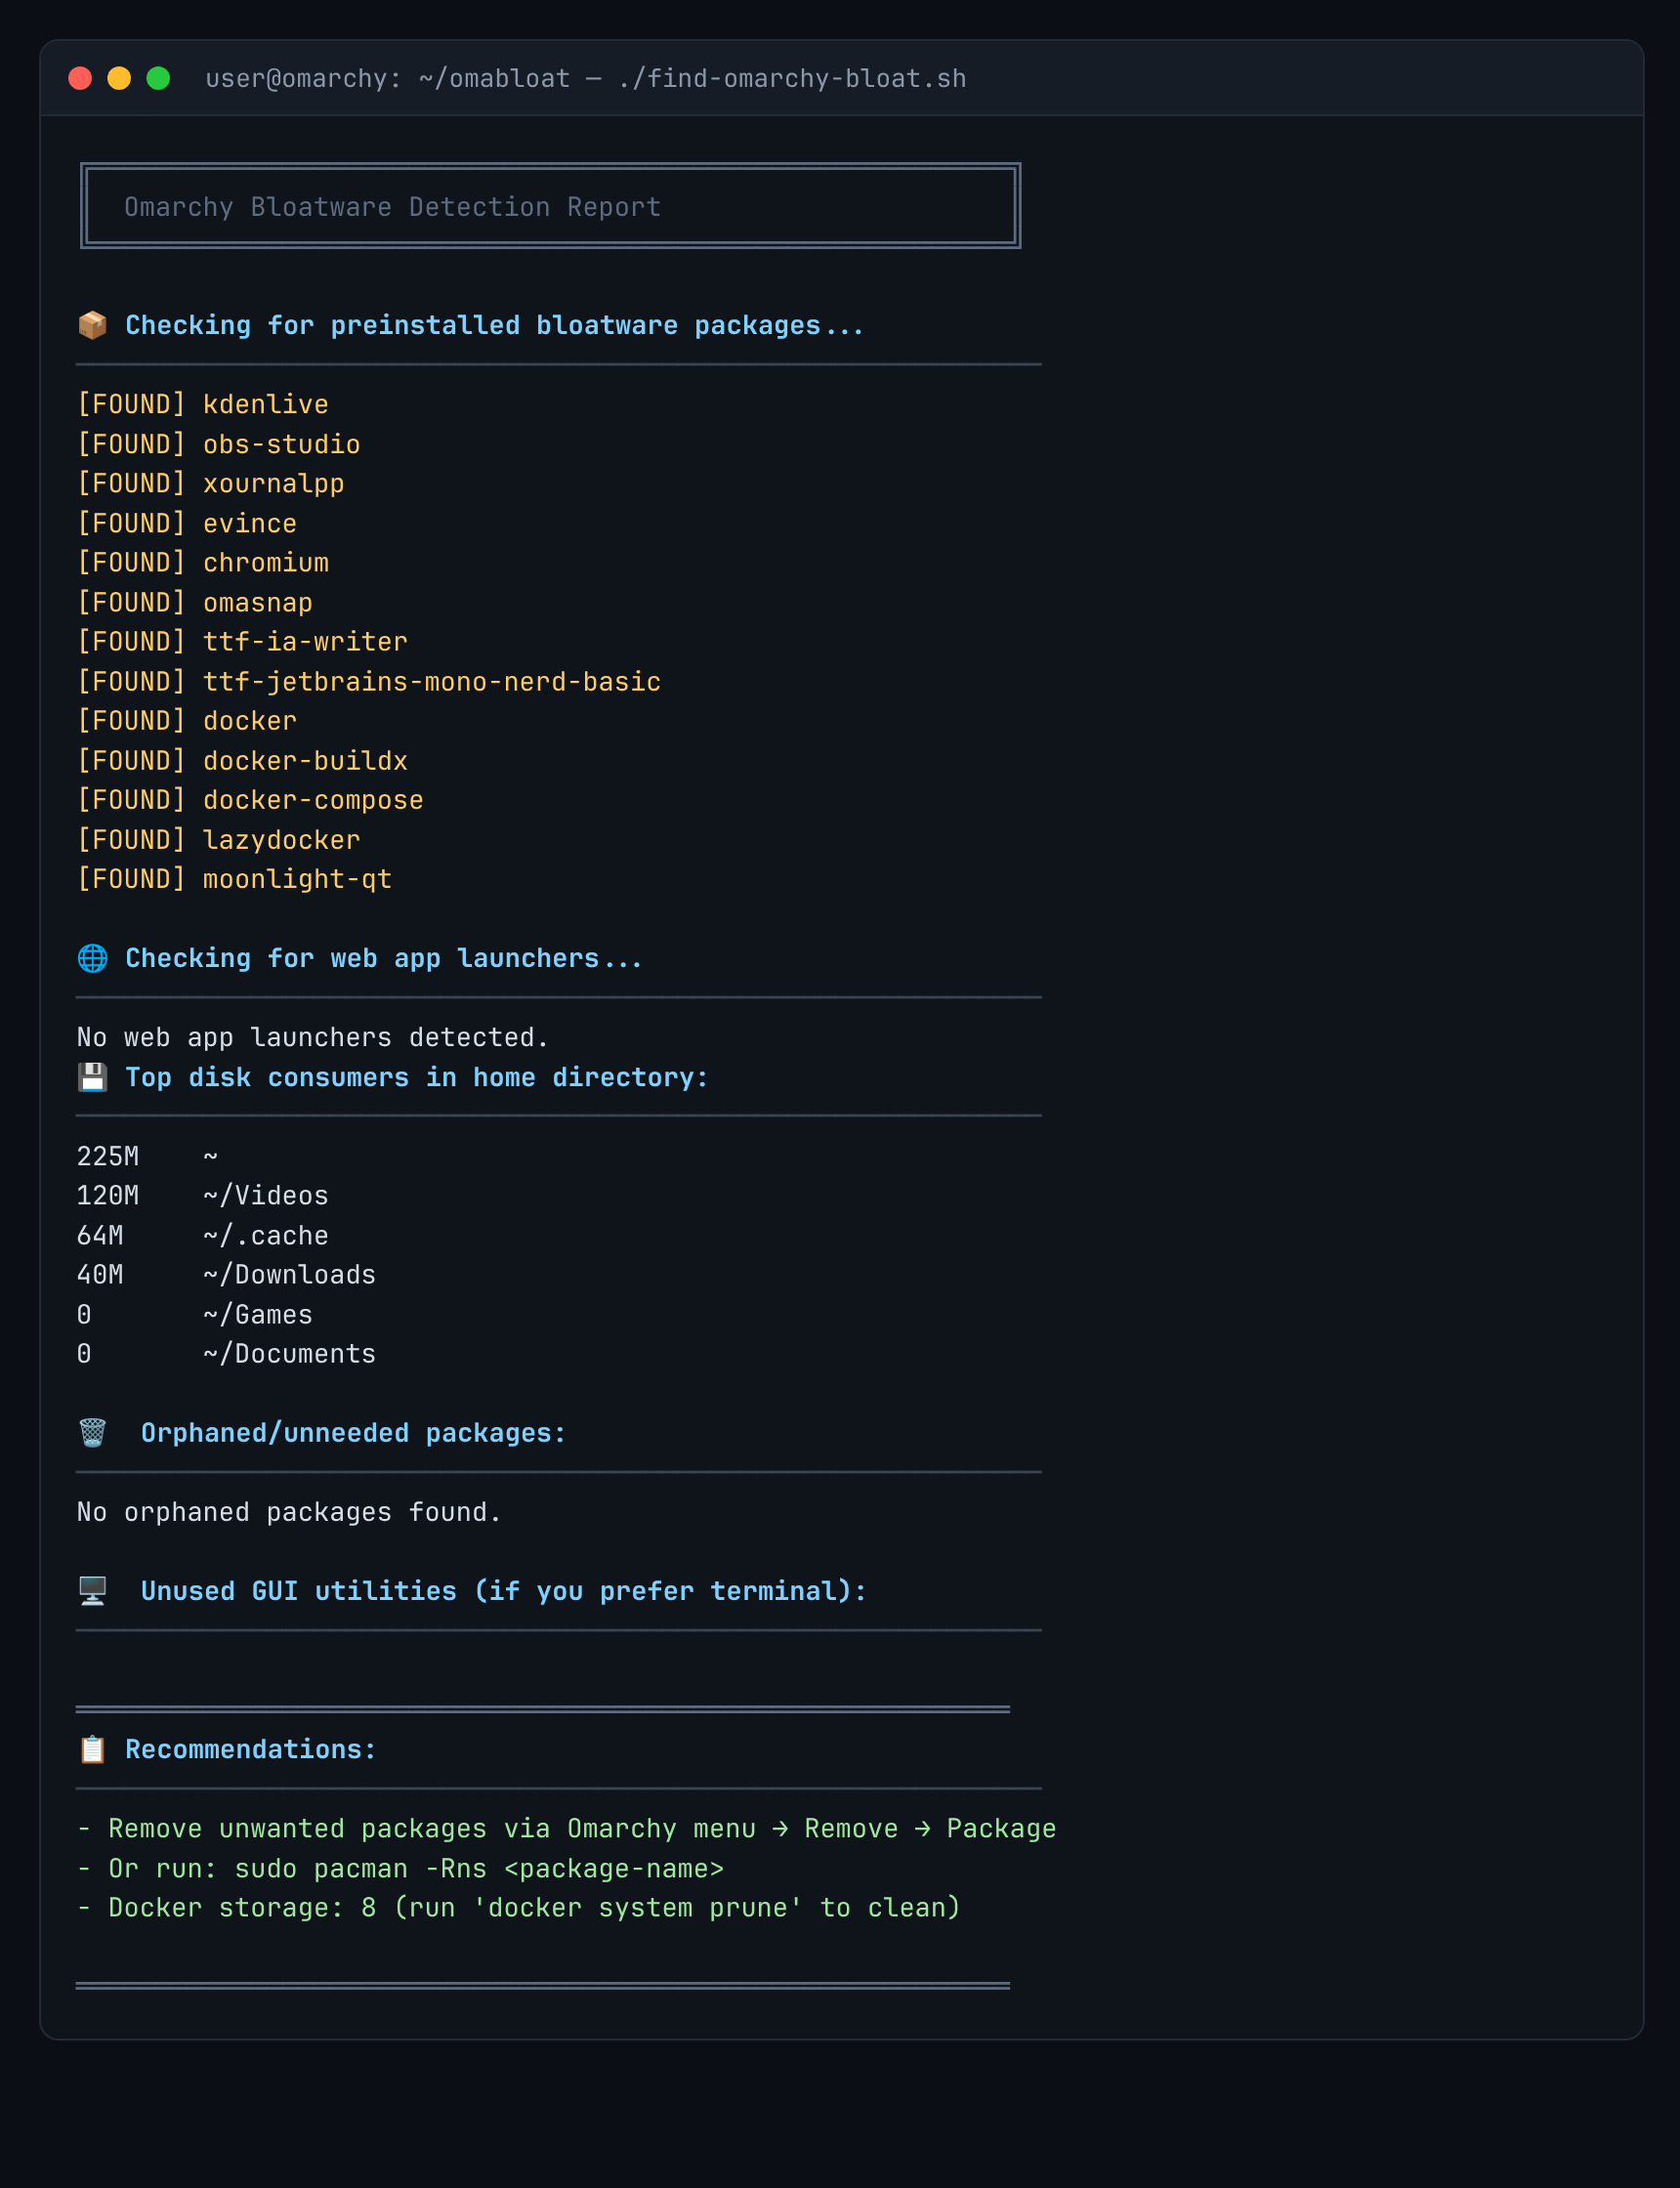 user@omarchy: ~/omabloat — ./find-omarchy-bloat.sh
Omarchy Bloatware Detection Report
📦 Checking for preinstalled bloatware packages...
[FOUND] kdenlive
[FOUND] obs-studio
[FOUND] xournalpp
[FOUND] evince
[FOUND] chromium
[FOUND] omasnap
[FOUND] ttf-ia-writer
[FOUND] ttf-jetbrains-mono-nerd-basic
[FOUND] docker
[FOUND] docker-buildx
[FOUND] docker-compose
[FOUND] lazydocker
[FOUND] moonlight-qt
🌐 Checking for web app launchers...
No web app launchers detected.
💾 Top disk consumers in home directory:
225M    ~
120M    ~/Videos
64M     ~/.cache
40M     ~/Downloads
0       ~/Games
0       ~/Documents
🗑️  Orphaned/unneeded packages:
No orphaned packages found.
🖥️  Unused GUI utilities (if you prefer terminal):
📋 Recommendations:
- Remove unwanted packages via Omarchy menu → Remove → Package
- Or run: sudo pacman -Rns <package-name>
- Docker storage: 8 (run 'docker system prune' to clean)